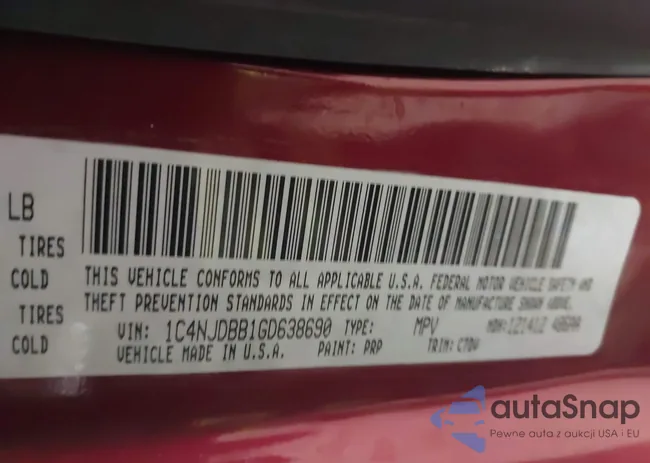 LB
TIRES
COLD
TIRES
COLD
THIS VEHICLE CONFORMS TO ALL APPLICABLE U.S.A. FEDERAL MOTOR VEHICLE SAFETY AND
THEFT PREVENTION STANDARDS IN EFFECT ON THE DATE OF MANUFACTURE SHOWN ABOVE.
VIN: 1C4NJDBB1GD638690 TYPE: MPV MDH:
VEHICLE MADE IN U.S.A. PAINT: PRP TRIM:
autaSnap
Pewne auta z aukcji USA i EU